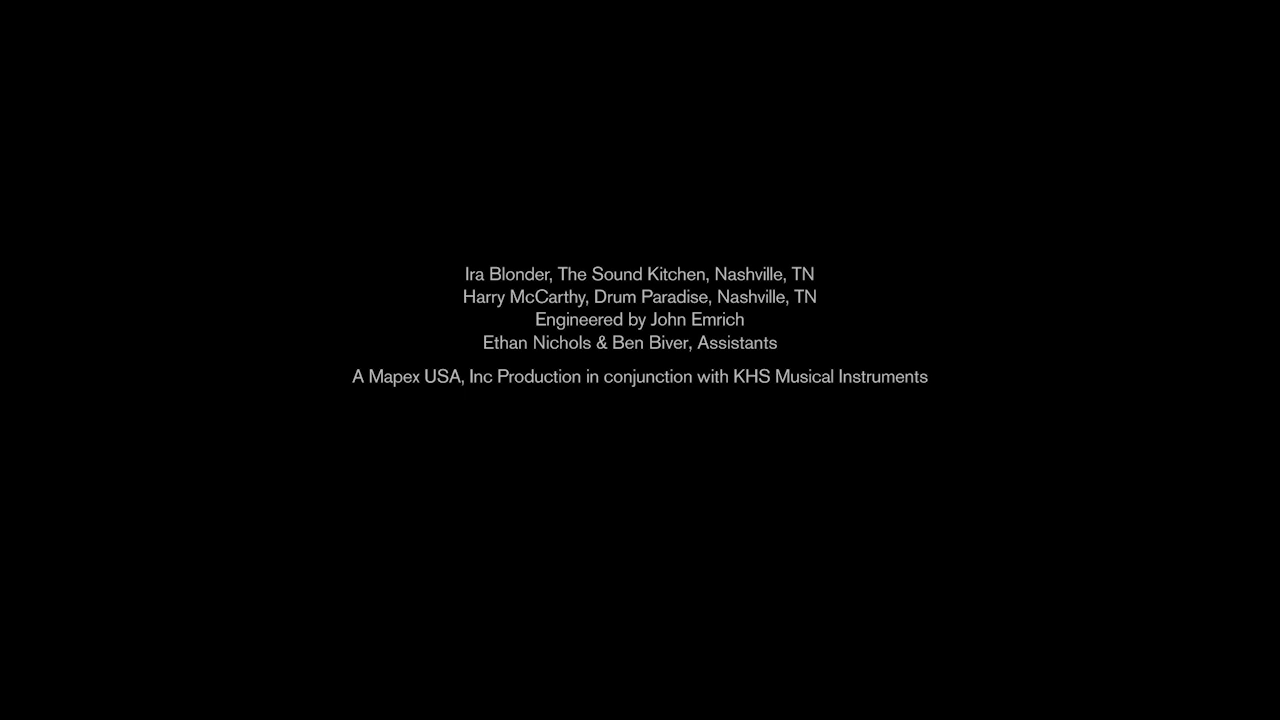 Ira Blonder, The Sound Kitchen, Nashville, TN
Harry McCarthy, Drum Paradise, Nashville, TN
Engineered by John Emrich
Ethan Nichols & Ben Biver, Assistants
A Mapex USA, Inc Production in conjunction with KHS Musical Instruments